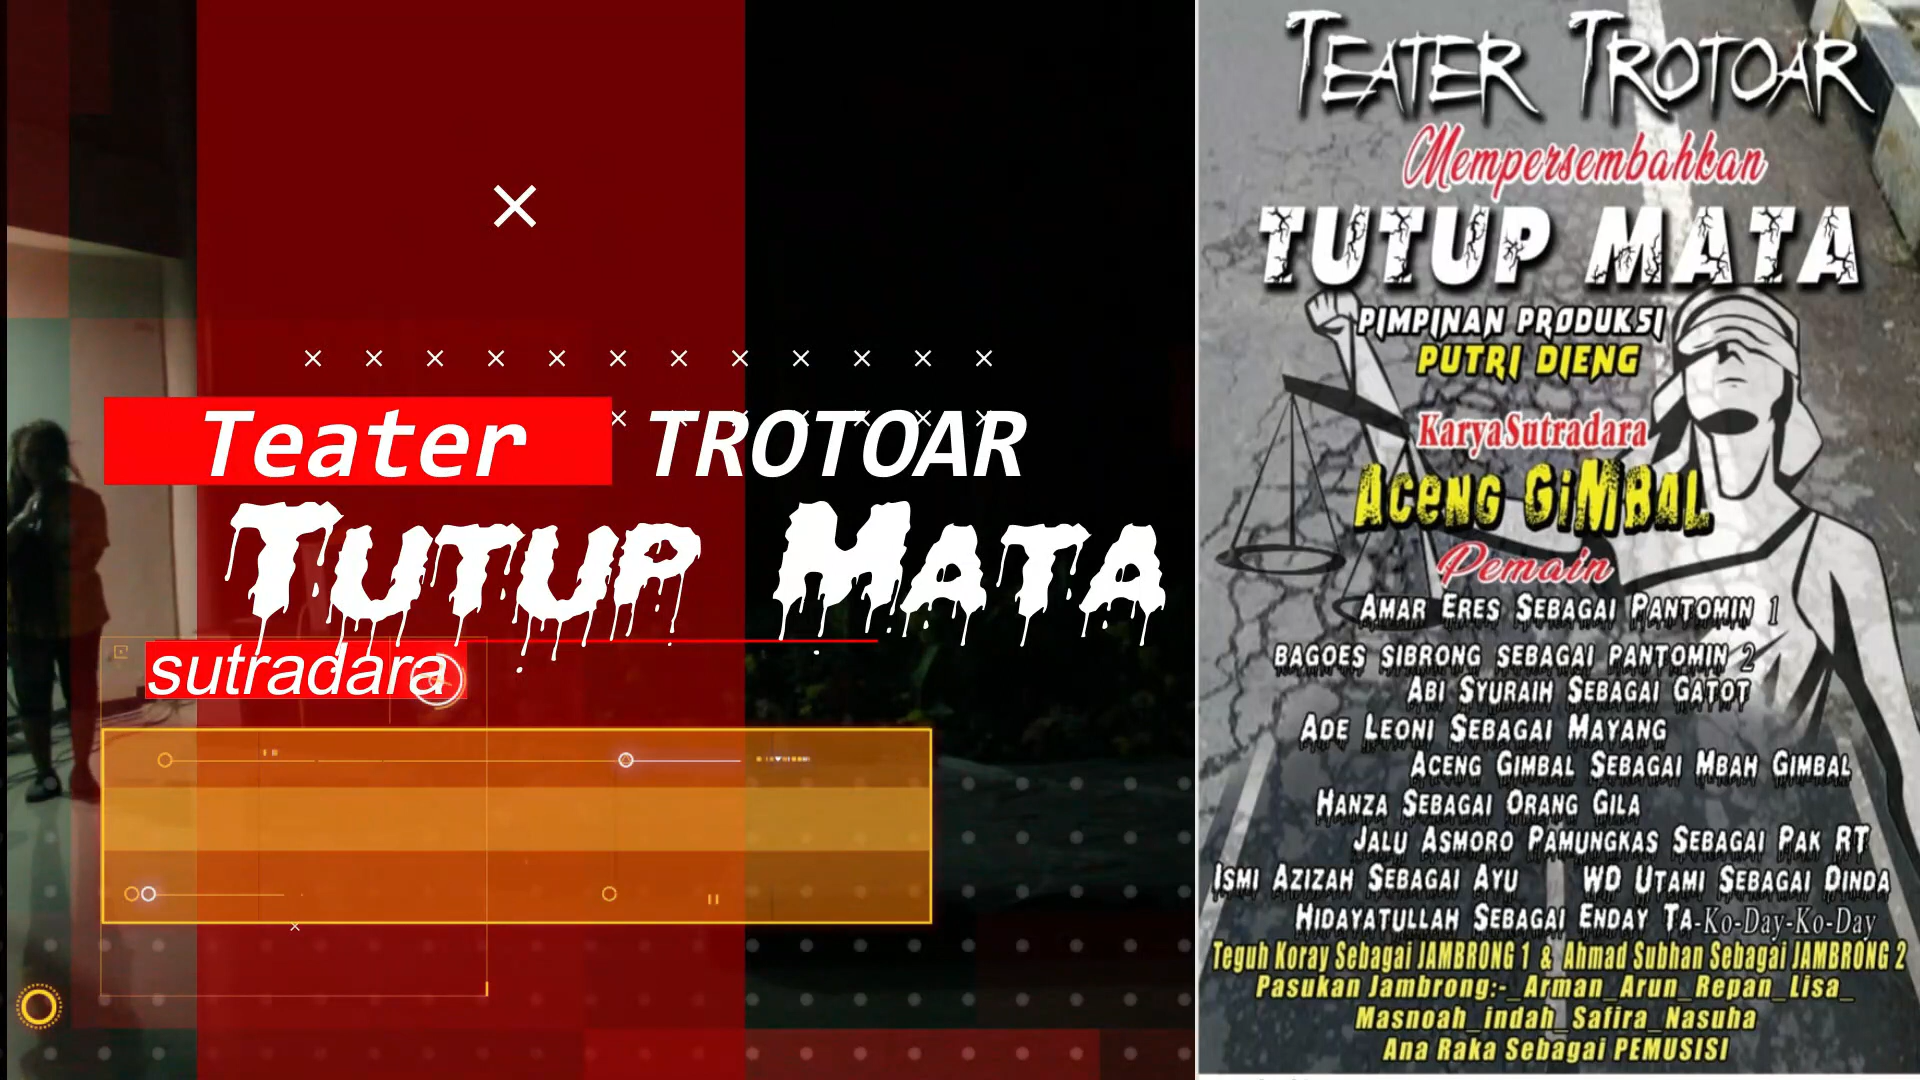 Teater TROTOAR
TUTUP MATA
sutradara
TEATER TROTOAR
Mempersembahkan
TUTUP MATA
PIMPINAN PRODUKSI
PUTRI DIENG
KaryaSutradara
ACENG GiMBAL
Pemain
AMAR ERES SEBAGAI PANTOMIN 1
BAGOES SIBRONG SEBAGAI PANTOMIN 2
ABI SYURAIH SEBAGAI GATOT
ADE LEONI SEBAGAI MAYANG
ACENG GIMBAL SEBAGAI MBAH GIMBAL
HANZA SEBAGAI ORANG GILA
JALU ASMORO PAMUNGKAS SEBAGAI PAK RT
ISMI AZIZAH SEBAGAI AYU WD UTAMI SEBAGAI DINDA
HIDAYATULLAH SEBAGAI ENDAY TA-Ko-Day-Ko-Day
Teguh Koray Sebagai JAMBRONG 1 & Ahmad Subhan Sebagai JAMBRONG 2
Pasukan Jambrong:-_Arman_Arun_Repan_Lisa_
Masnoah_indah_Safira_Nasuha
Ana Raka Sebagai PEMUSISI